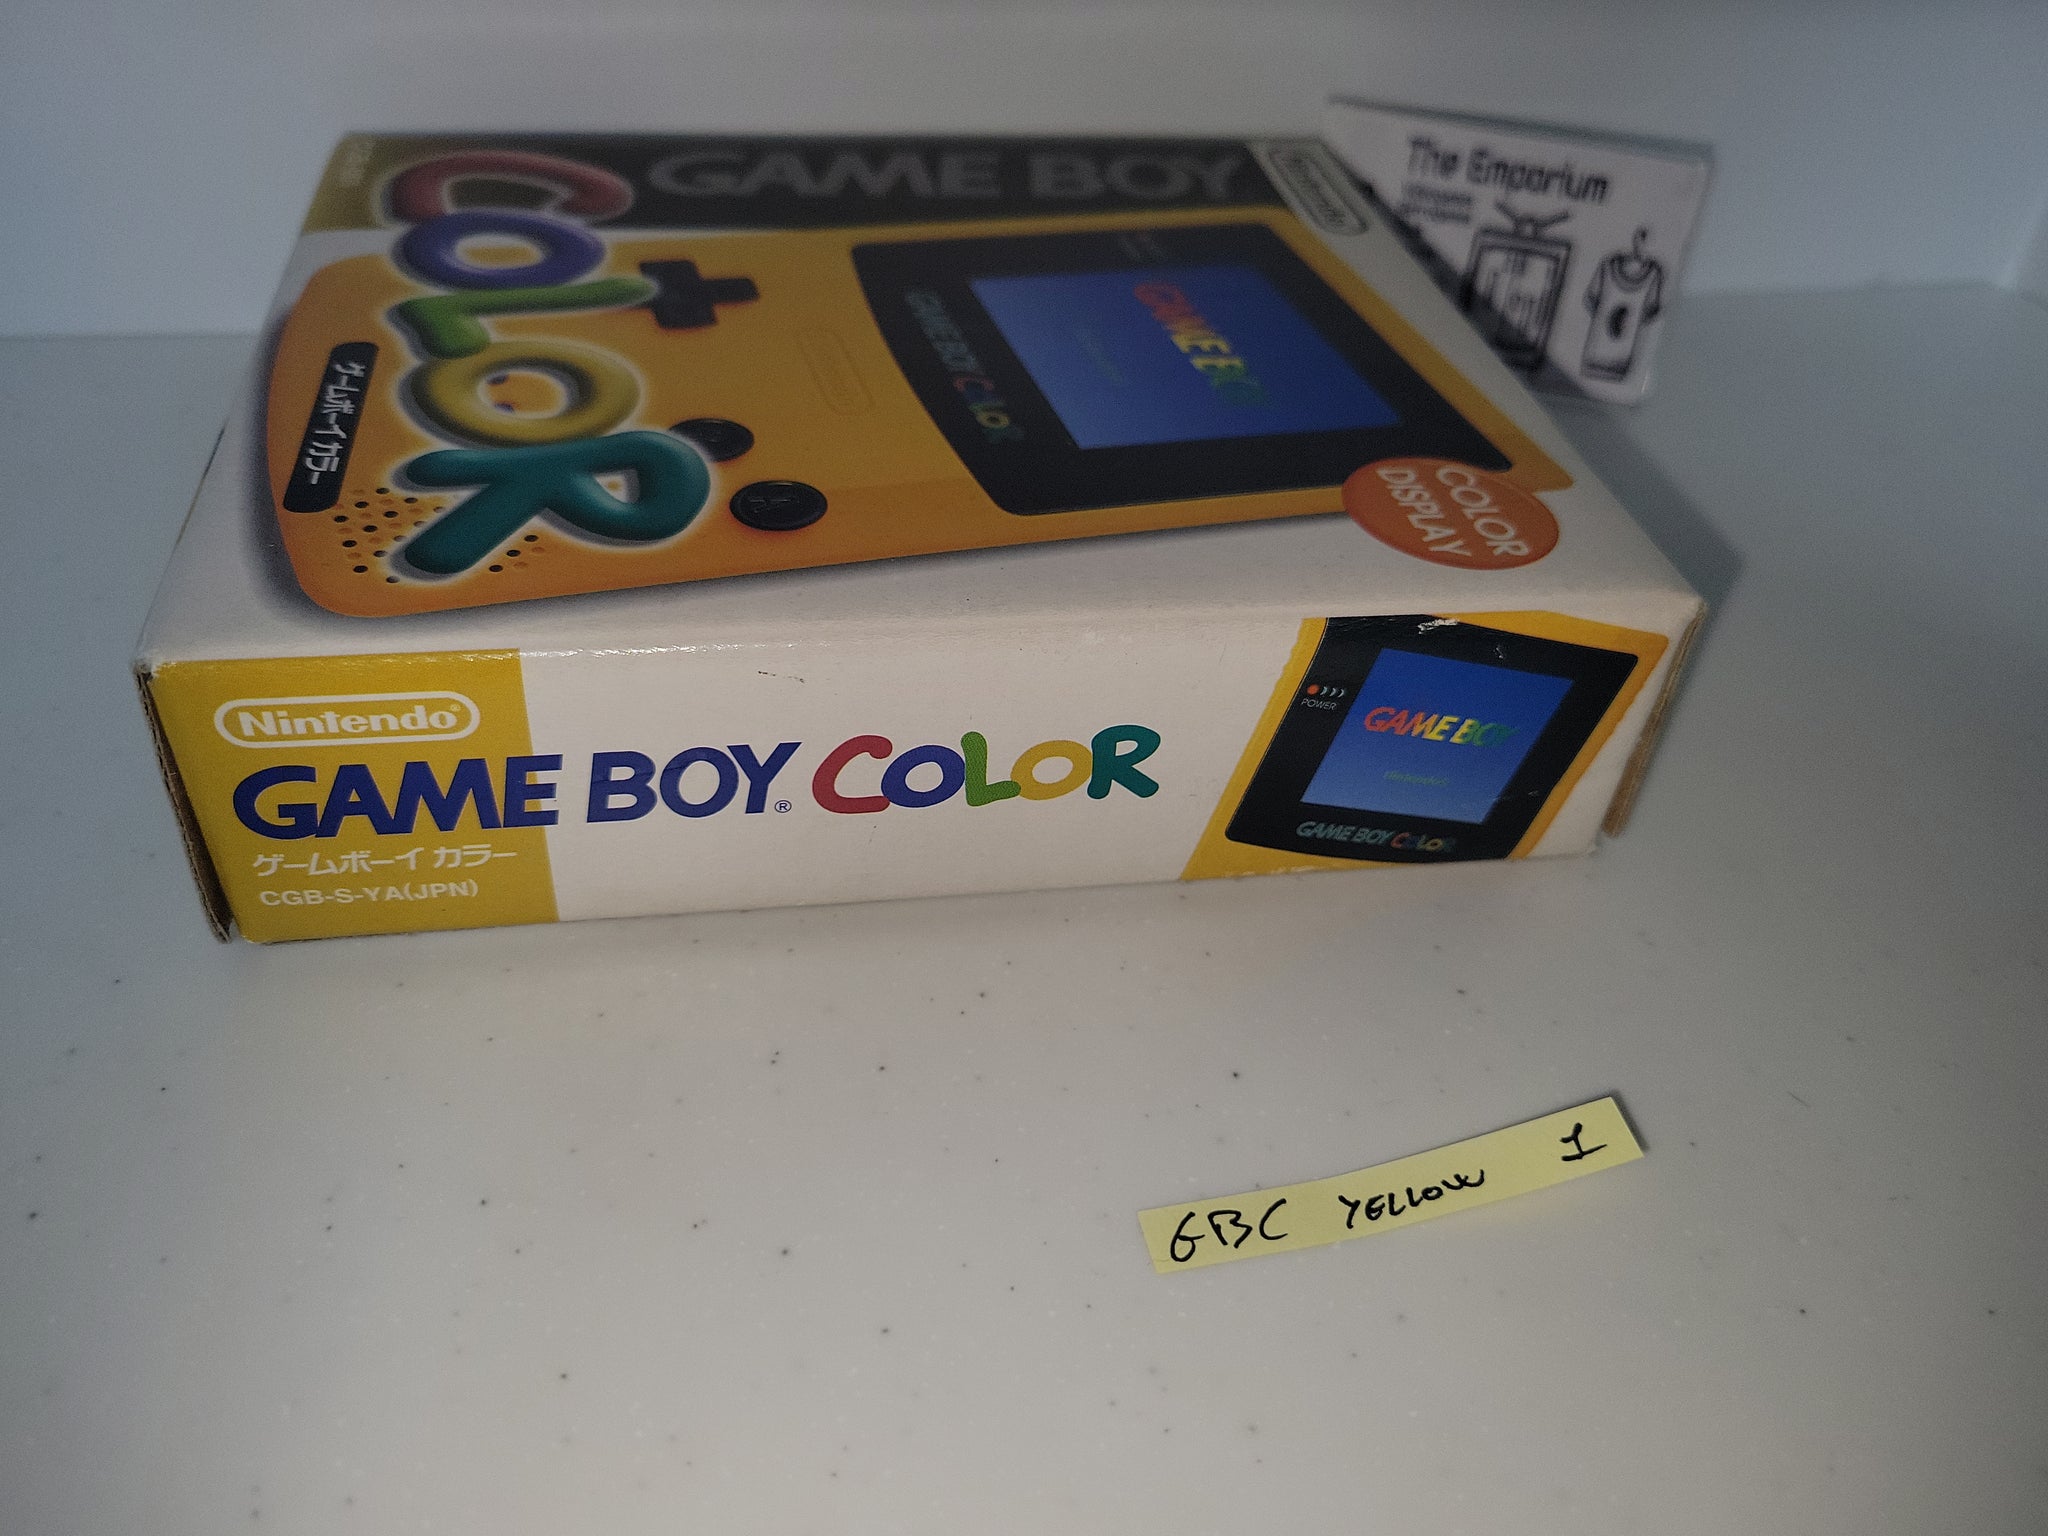 GAME BOY
COLOR
ゲームボーイカラー
Nintendo
GAME BOY
GAME BOY COLOR
COLOR
DISPLAY
A
The Emporium
Nintendo®
GAME BOY® COLOR
ゲームボーイ カラー
CGB-S-YA(JPN)
POWER
GAME BOY
Nintendo
GAME BOY COLOR
GBC YELLOW 1